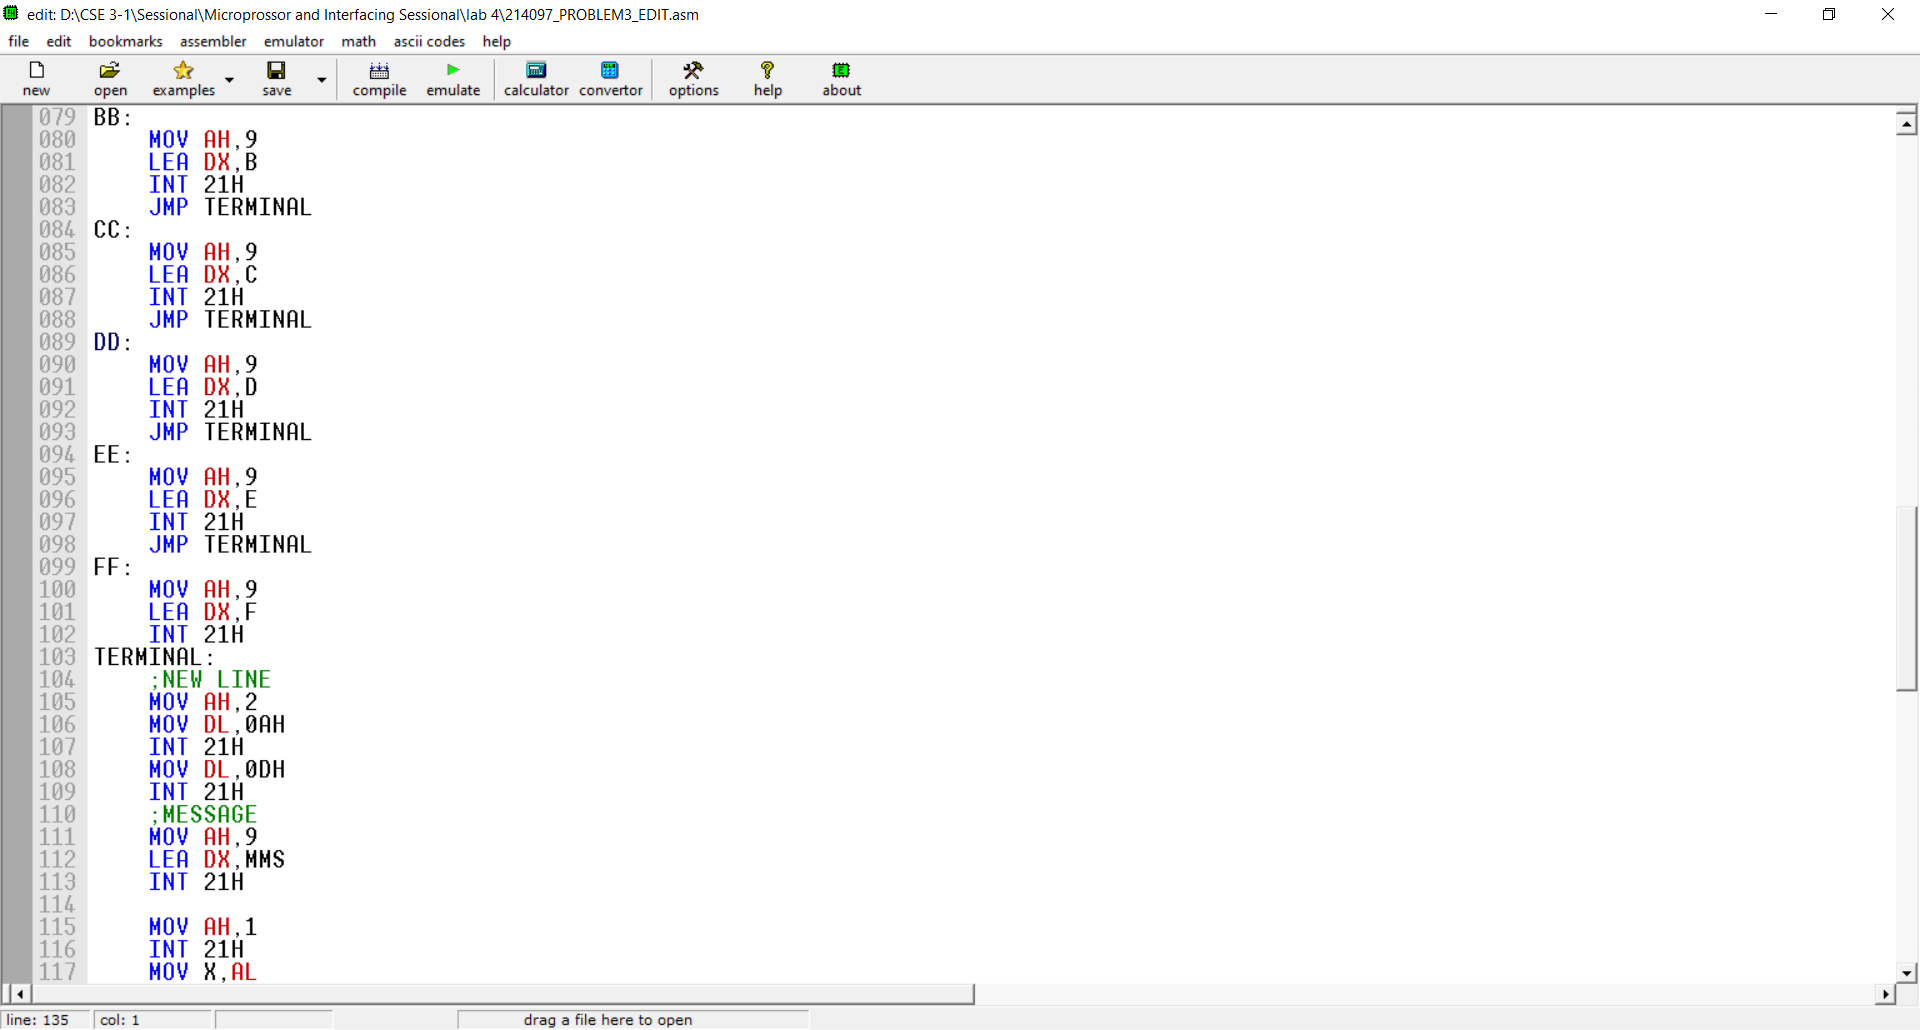 edit: D:\CSE 3-1\Sessional\Microprossor and Interfacing Sessional\lab 4\214097_PROBLEM3_EDIT.asm
file edit bookmarks assembler emulator math ascii codes help
new open examples save compile emulate calculator convertor options help about
079 BB:
080 MOV AH,9
081 LEA DX,B
082 INT 21H
083 JMP TERMINAL
084 CC:
085 MOV AH,9
086 LEA DX,C
087 INT 21H
088 JMP TERMINAL
089 DD:
090 MOV AH,9
091 LEA DX,D
092 INT 21H
093 JMP TERMINAL
094 EE:
095 MOV AH,9
096 LEA DX,E
097 INT 21H
098 JMP TERMINAL
099 FF:
100 MOV AH,9
101 LEA DX,F
102 INT 21H
103 TERMINAL:
104 ;NEW LINE
105 MOV AH,2
106 MOV DL,0AH
107 INT 21H
108 MOV DL,0DH
109 INT 21H
110 ;MESSAGE
111 MOV AH,9
112 LEA DX,MMS
113 INT 21H
114
115 MOV AH,1
116 INT 21H
117 MOV X,AL
line: 135 col: 1 drag a file here to open